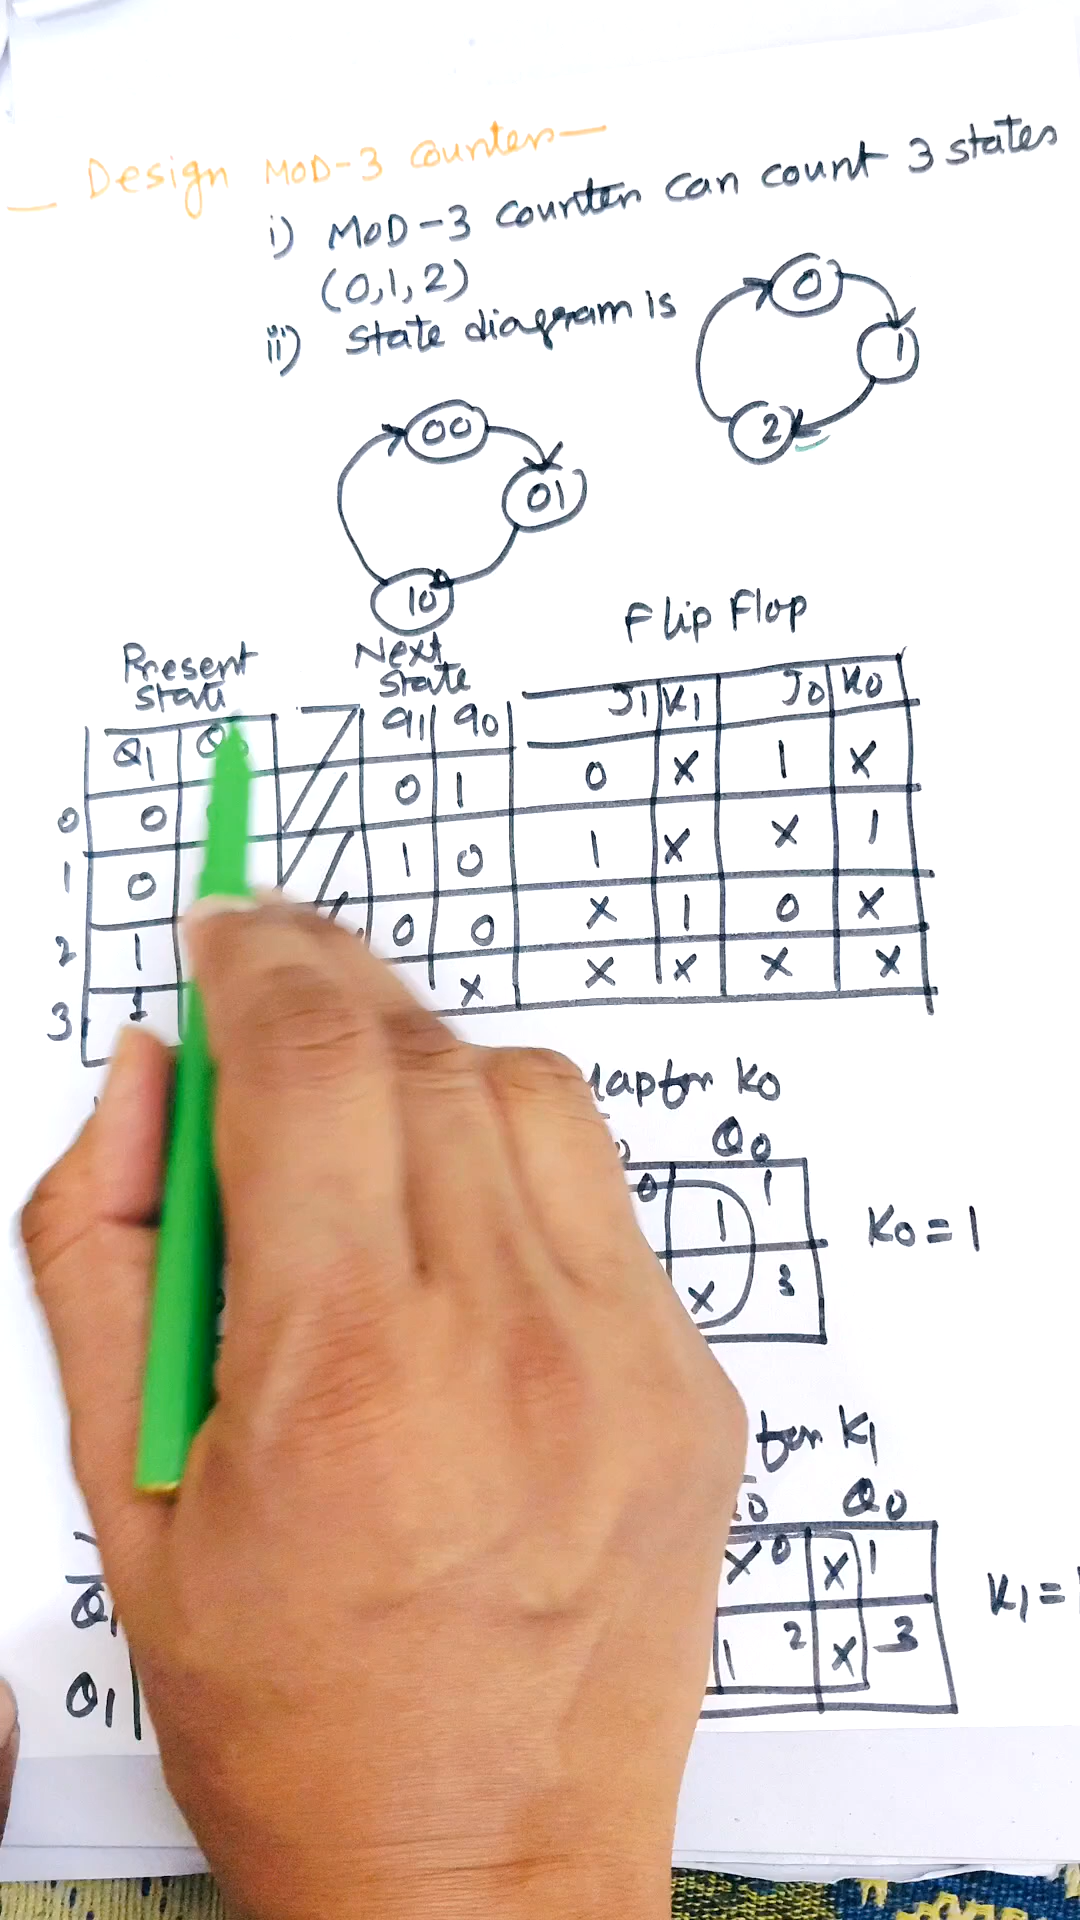 Design MOD-3 Counter
i) MOD-3 Counter can count 3 states
(0,1,2)
ii) state diagram is
0
1
2
00
01
10
Flip Flop
Present Next
state state
Q1 q1 q0 J1 K1 J0 K0
0 0 0 1 0 X 1 X
1 0 1 0 1 X X 1
2 1 0 0 X 1 0 X
3 1 X X X X X
for K0
Q0
0 1 1
X 3
K0 = 1
for K1
Q0
X 0 X 1
1 2 X 3
K1 =
Q̅1
Q1